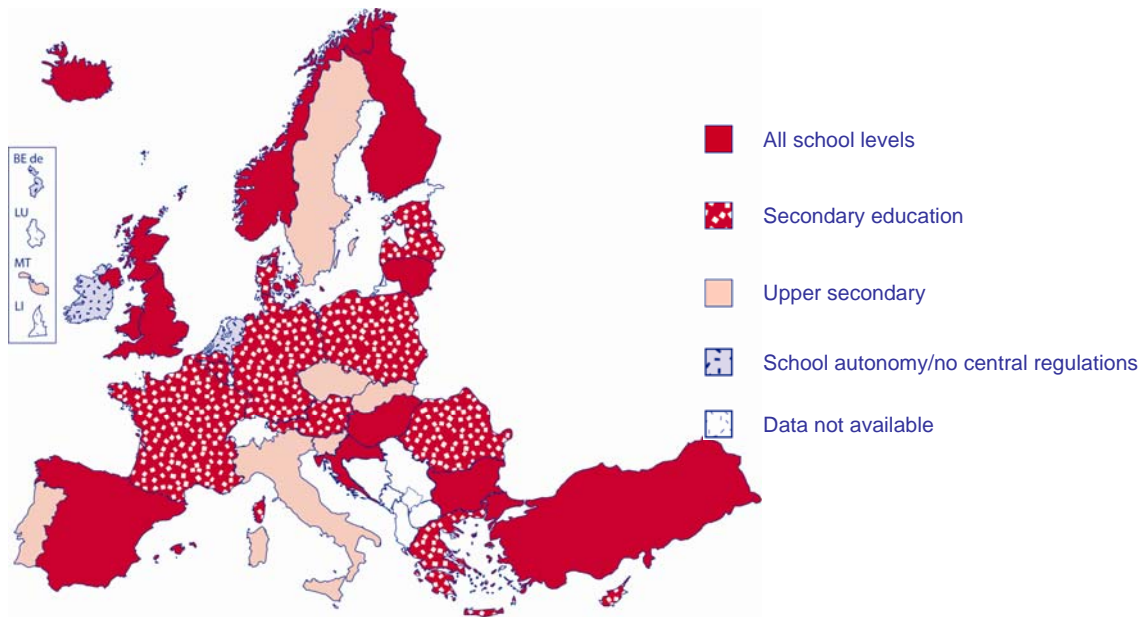 BE de
LU
MT
LI
All school levels
Secondary education
Upper secondary
School autonomy/no central regulations
Data not available